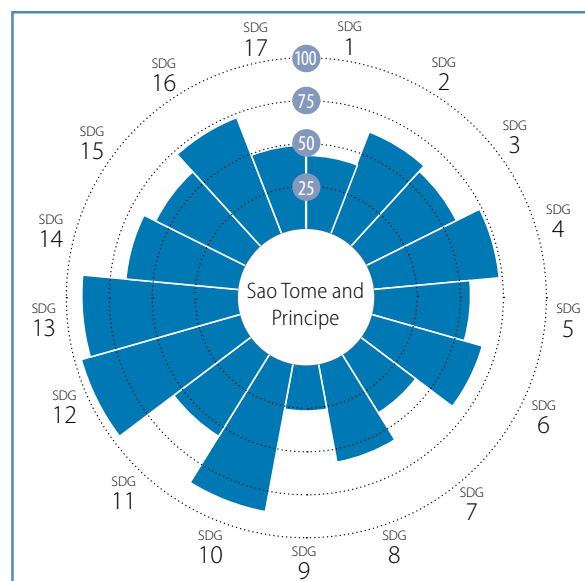 SDG
1
SDG
2
SDG
3
SDG
4
SDG
5
SDG
6
SDG
7
SDG
8
SDG
9
SDG
10
SDG
11
SDG
12
SDG
13
SDG
14
SDG
15
SDG
16
SDG
17
100
75
50
25
Sao Tome and
Principe